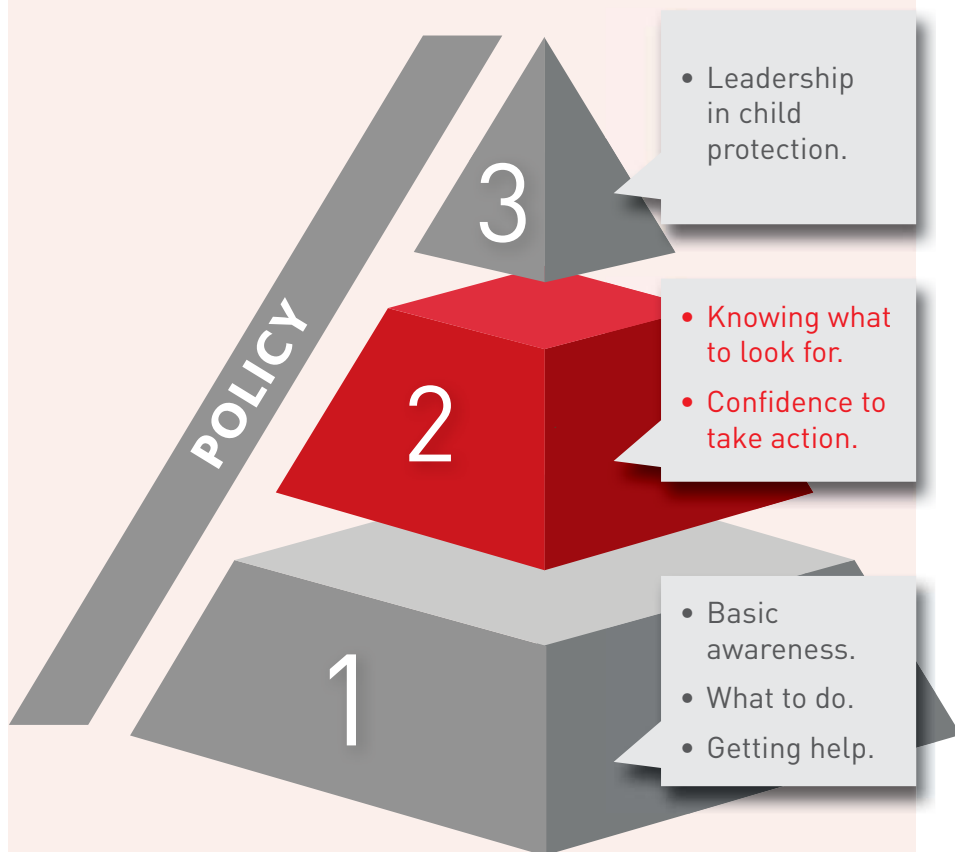 POLICY
3
• Leadership
in child
protection.
2
• Knowing what
to look for.
• Confidence to
take action.
1
• Basic
awareness.
• What to do.
• Getting help.